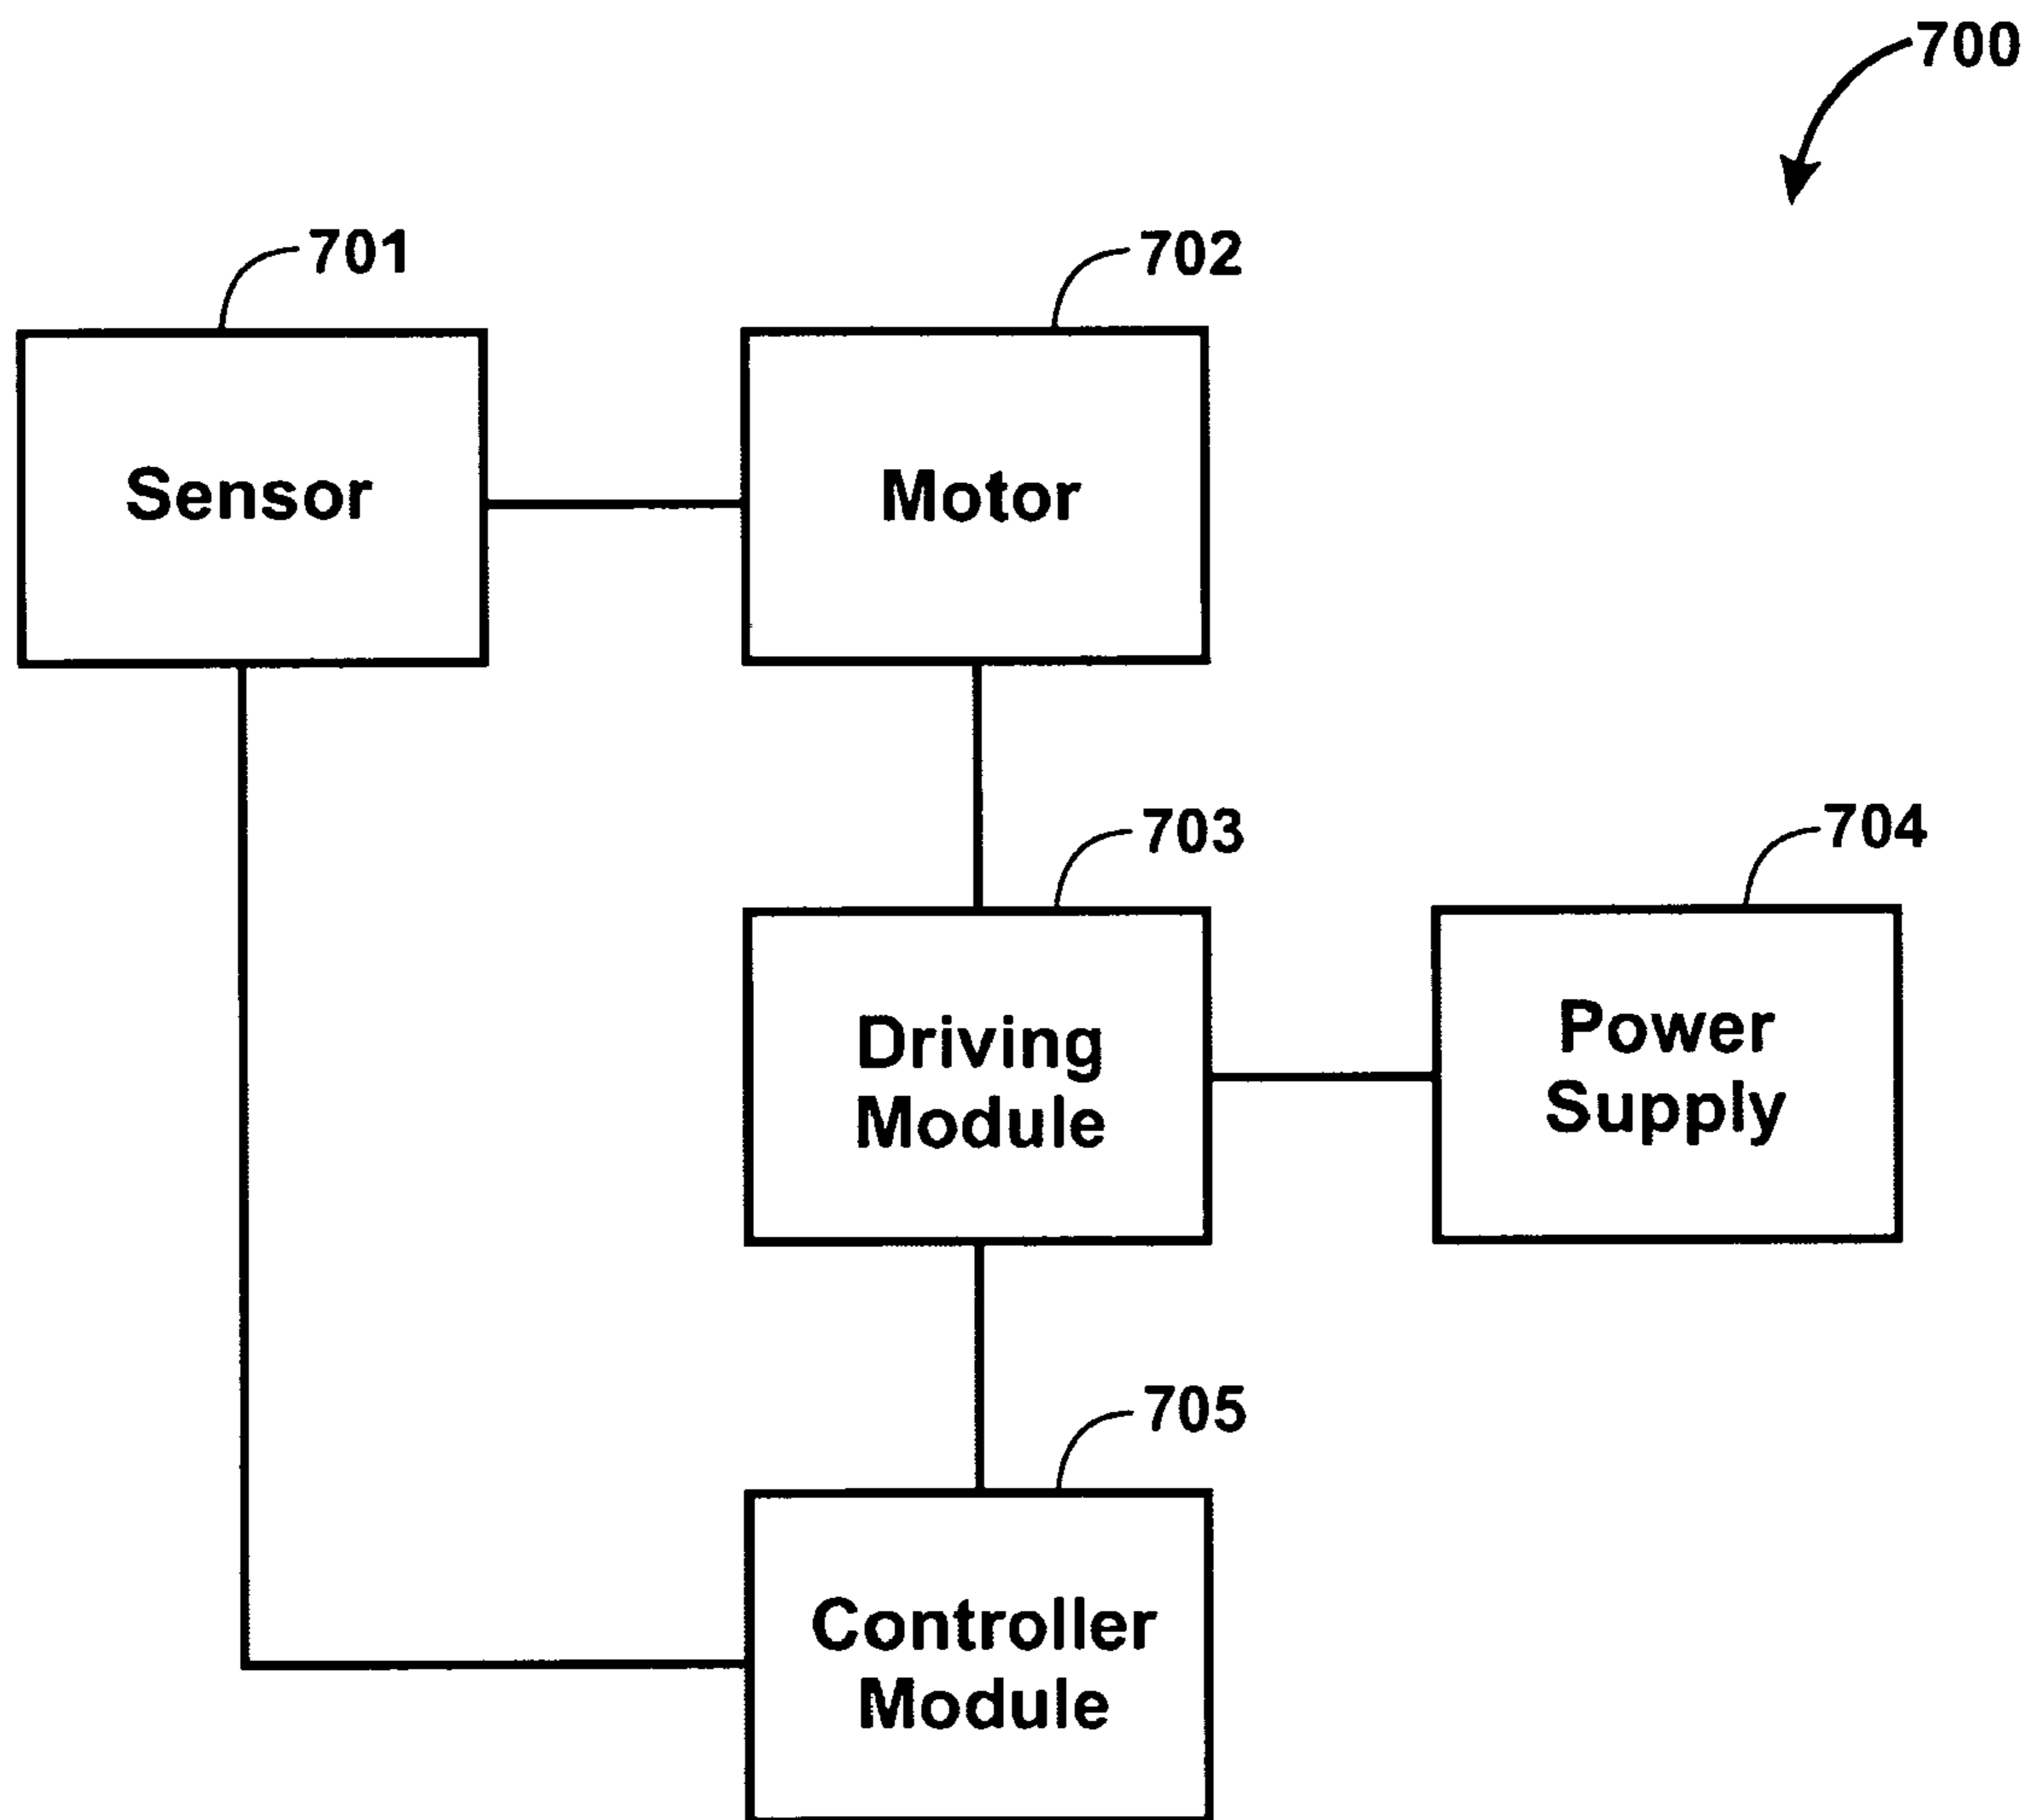 700
701
702
Sensor
Motor
703
704
Driving
Module
Power
Supply
705
Controller
Module